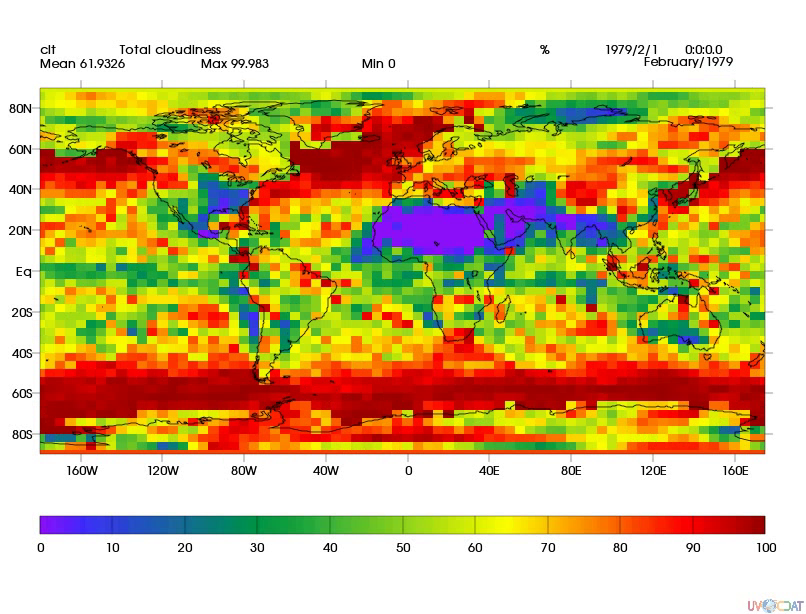 clt Total cloudiness % 1979/2/1 0:0:0.0
Mean 61.9326 Max 99.983 Min 0 February/1979
80N
60N
40N
20N
Eq
20S
40S
60S
80S
160W 120W 80W 40W 0 40E 80E 120E 160E
0 10 20 30 40 50 60 70 80 90 100
UV CDAT